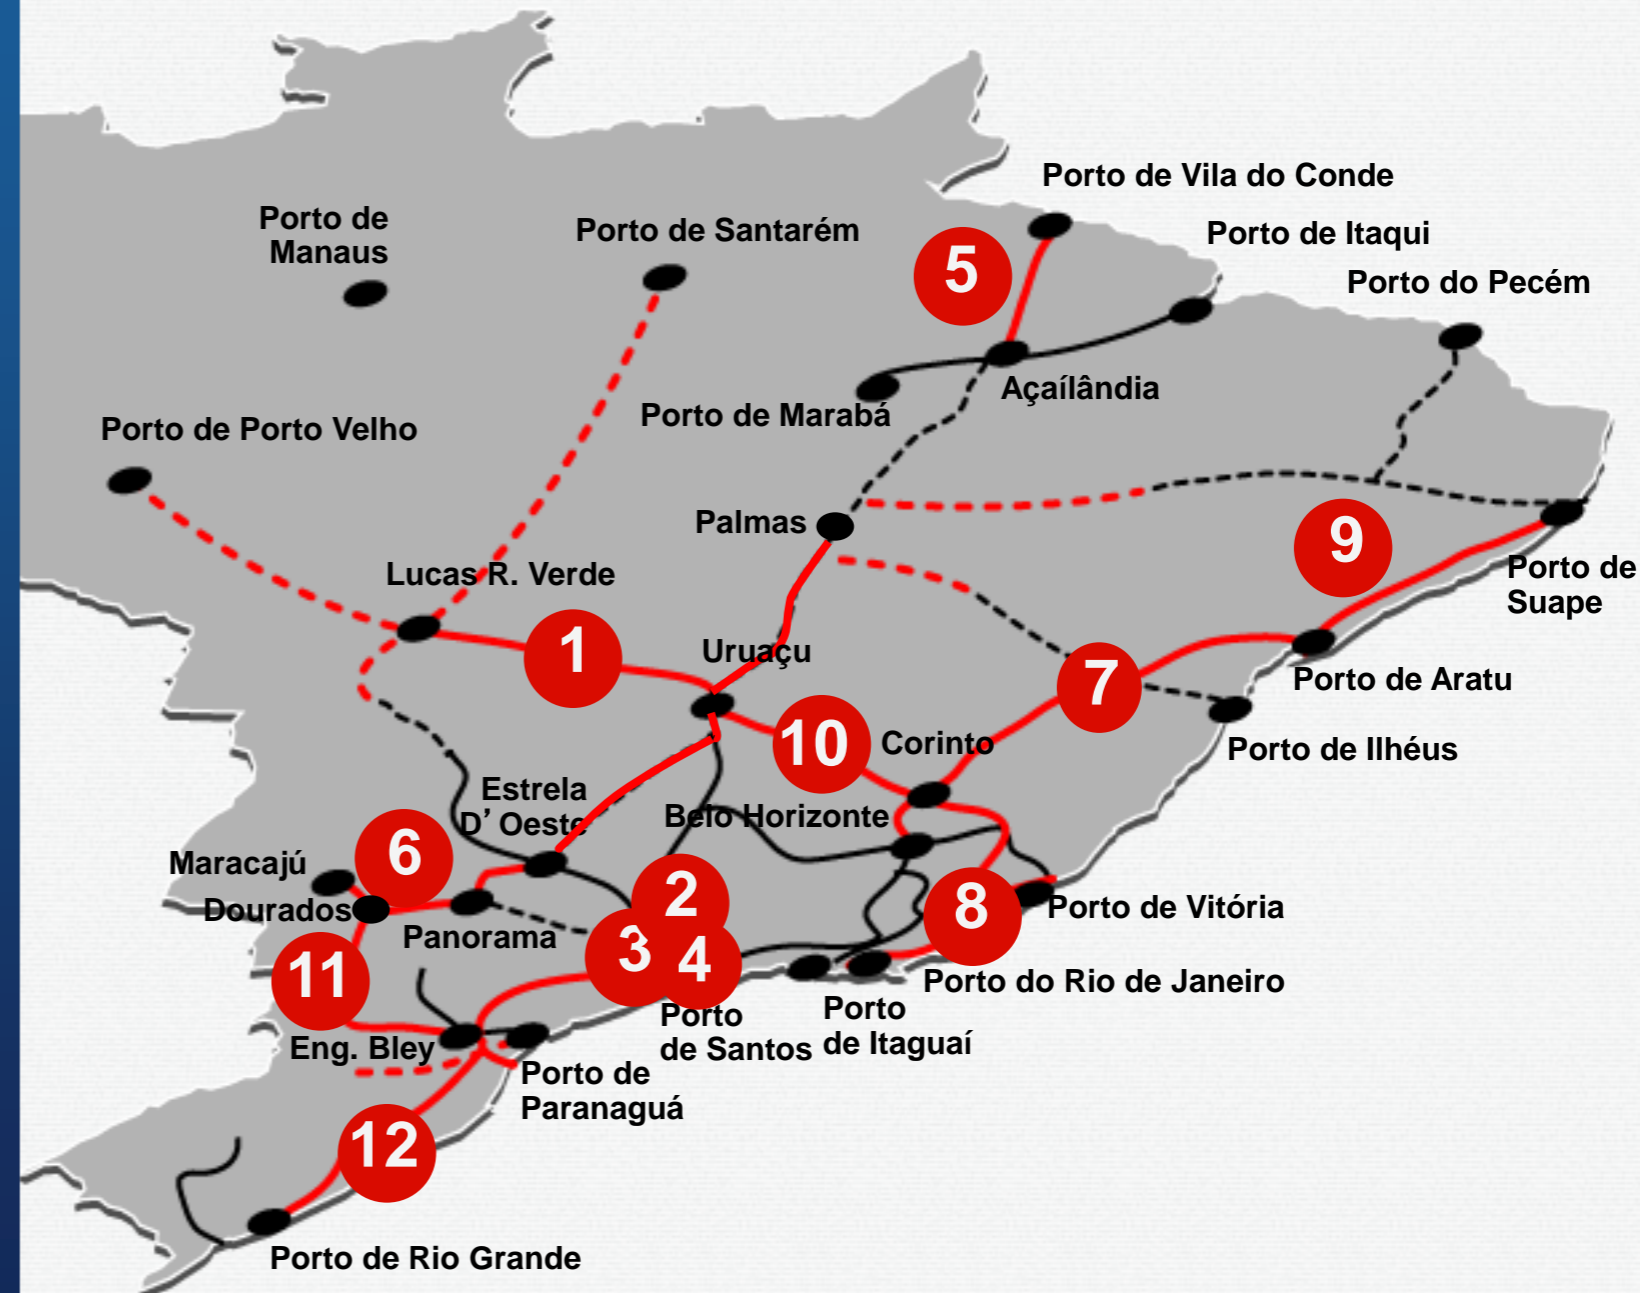 Porto de Vila do Conde
Porto de
Manaus
Porto de Santarém
Porto de Itaqui
5
Porto do Pecém
Açaílândia
Porto de Marabá
Porto de Porto Velho
Palmas
9
Lucas R. Verde
Porto de
Suape
1
Uruaçu
7
Porto de Aratu
10
Corinto
Porto de Ilhéus
Estrela
D’ Oeste
Belo Horizonte
6
Maracajú
2
8
Dourados
Porto de Vitória
Panorama
3
4
11
Porto do Rio de Janeiro
Porto
de Santos
Porto
de Itaguaí
Eng. Bley
Porto de
Paranaguá
12
Porto de Rio Grande